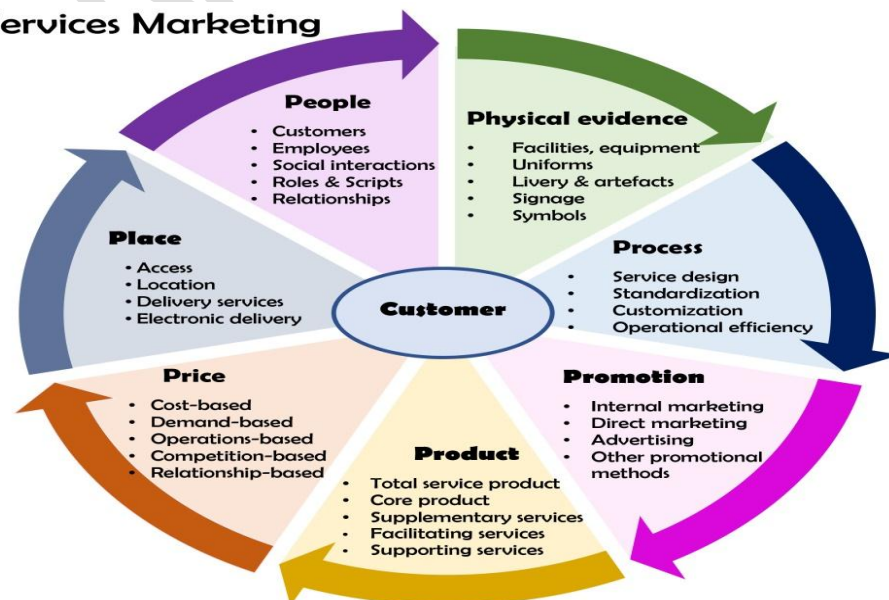 ervices Marketing
People
• Customers
• Employees
• Social interactions
• Roles & Scripts
• Relationships
Physical evidence
• Facilities, equipment
• Uniforms
• Livery & artefacts
• Signage
• Symbols
Process
• Service design
• Standardization
• Customization
• Operational efficiency
Promotion
• Internal marketing
• Direct marketing
• Advertising
• Other promotional
methods
Product
• Total service product
• Core product
• Supplementary services
• Facilitating services
• Supporting services
Price
• Cost-based
• Demand-based
• Operations-based
• Competition-based
• Relationship-based
Place
• Access
• Location
• Delivery services
• Electronic delivery
Customer